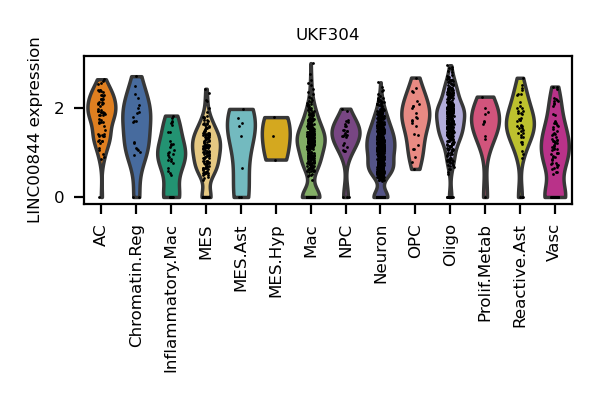 UKF304
LINC00844 expression
2
0
AC
Chromatin.Reg
Inflammatory.Mac
MES
MES.Ast
MES.Hyp
Mac
NPC
Neuron
OPC
Oligo
Prolif.Metab
Reactive.Ast
Vasc